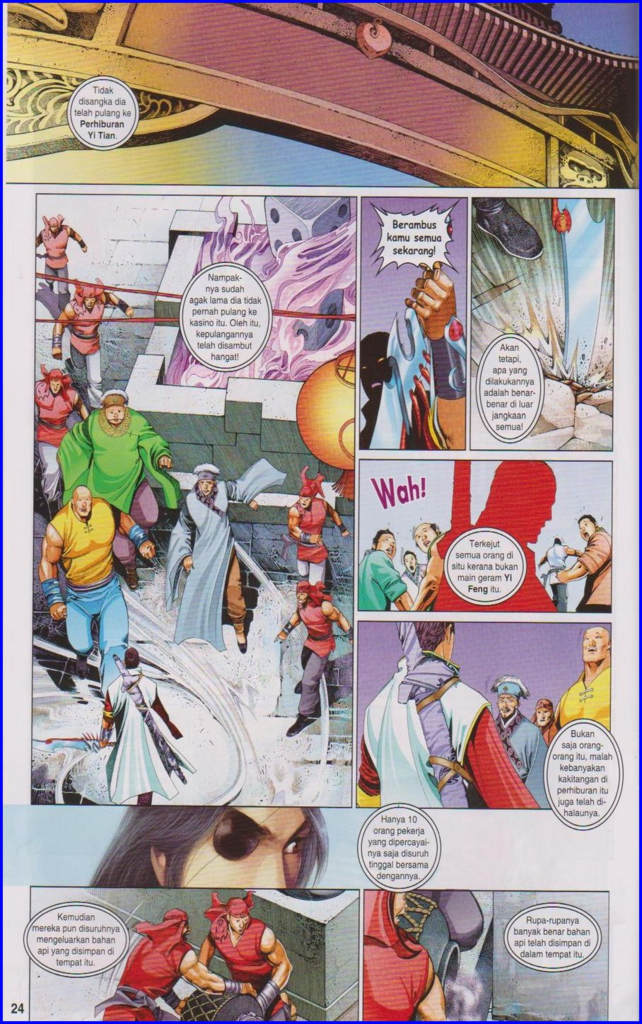 Tidak
disangka dia
telah pulang ke
Perhiburan
Yi Tian.
Nampak-
nya sudah
agak lama dia tidak
pernah pulang ke
kasino itu. Oleh itu,
kepulangannya
telah disambut
hangat!
Berambus
kamu semua
sekarang!
Akan
tetapi,
apa yang
dilakukannya
adalah benar-
benar di luar
jangkaan
semua!
Wah!
Terkejut
semua orang di
situ kerana bukan
main geram Yi
Feng itu.
Bukan
saja orang-
orang itu, malah
kebanyakan
kakitangan di
perhiburan itu
juga telah di-
halaunya.
Hanya 10
orang pekerja
yang dipercayai-
nya saja disuruh
tinggal bersama
dengannya.
Kemudian
mereka pun disuruhnya
mengeluarkan bahan
api yang disimpan di
tempat itu.
Rupa-rupanya
banyak benar bahan
api telah disimpan di
dalam tempat itu.
24